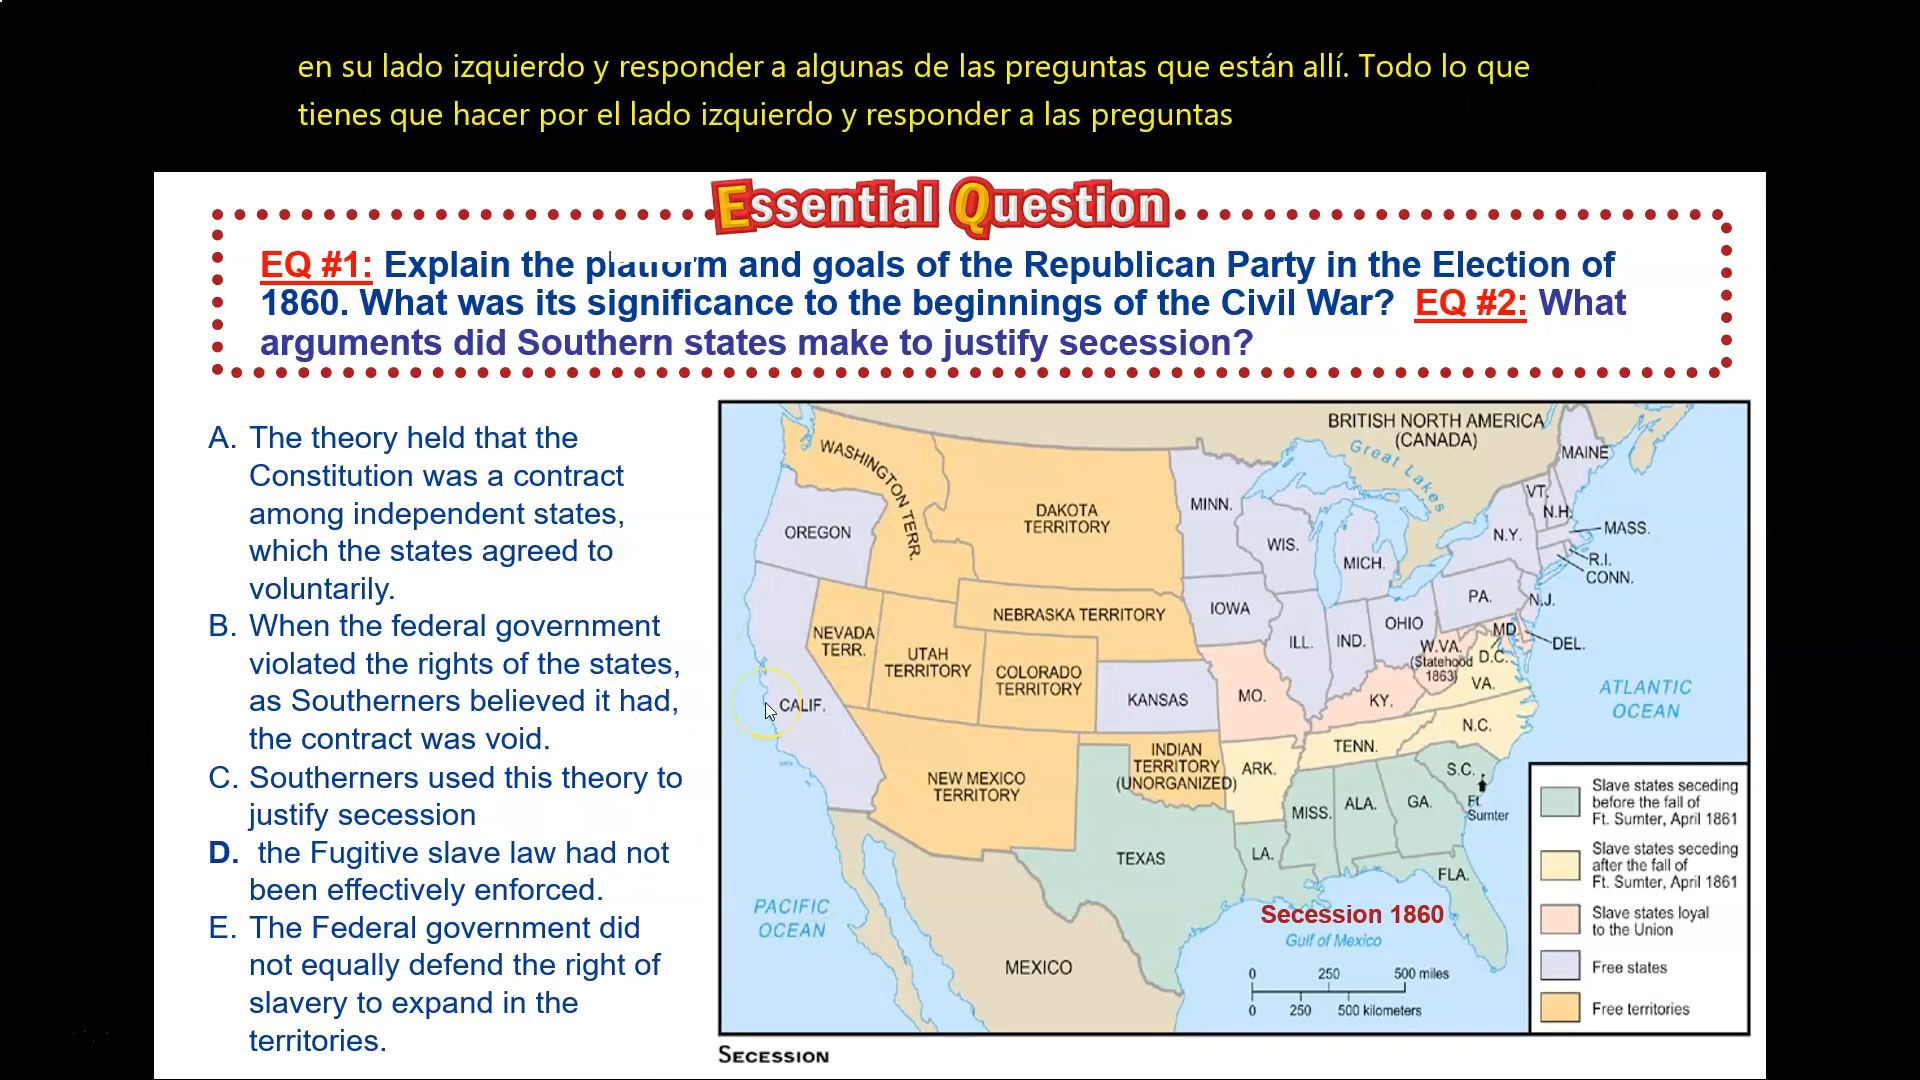 en su lado izquierdo y responder a algunas de las preguntas que están allí. Todo lo que
tienes que hacer por el lado izquierdo y responder a las preguntas
Essential Question
EQ #1: Explain the platform and goals of the Republican Party in the Election of
1860. What was its significance to the beginnings of the Civil War? EQ #2: What
arguments did Southern states make to justify secession?
A. The theory held that the
Constitution was a contract
among independent states,
which the states agreed to
voluntarily.
B. When the federal government
violated the rights of the states,
as Southerners believed it had,
the contract was void.
C. Southerners used this theory to
justify secession
D. the Fugitive slave law had not
been effectively enforced.
E. The Federal government did
not equally defend the right of
slavery to expand in the
territories.
BRITISH NORTH AMERICA
(CANADA)
Great Lakes
WASHINGTON TERR.
OREGON
DAKOTA
TERRITORY
MINN.
WIS.
MICH.
MAINE
VT.
N.H.
N.Y.
MASS.
R.I.
CONN.
NEBRASKA TERRITORY
IOWA
PA.
N.J.
NEVADA
TERR.
UTAH
TERRITORY
COLORADO
TERRITORY
ILL.
IND.
OHIO
MD.
DEL.
W.VA.
(Statehood
1863)
D.C.
VA.
CALIF.
KANSAS
MO.
KY.
ATLANTIC
OCEAN
N.C.
TENN.
NEW MEXICO
TERRITORY
INDIAN
TERRITORY
(UNORGANIZED)
ARK.
S.C.
Ft.
Sumter
MISS.
ALA.
GA.
TEXAS
LA.
FLA.
PACIFIC
OCEAN
Secession 1860
Gulf of Mexico
MEXICO
0 250 500 miles
0 250 500 kilometers
Slave states seceding
before the fall of
Ft. Sumter, April 1861
Slave states seceding
after the fall of
Ft. Sumter, April 1861
Slave states loyal
to the Union
Free states
Free territories
SECESSION